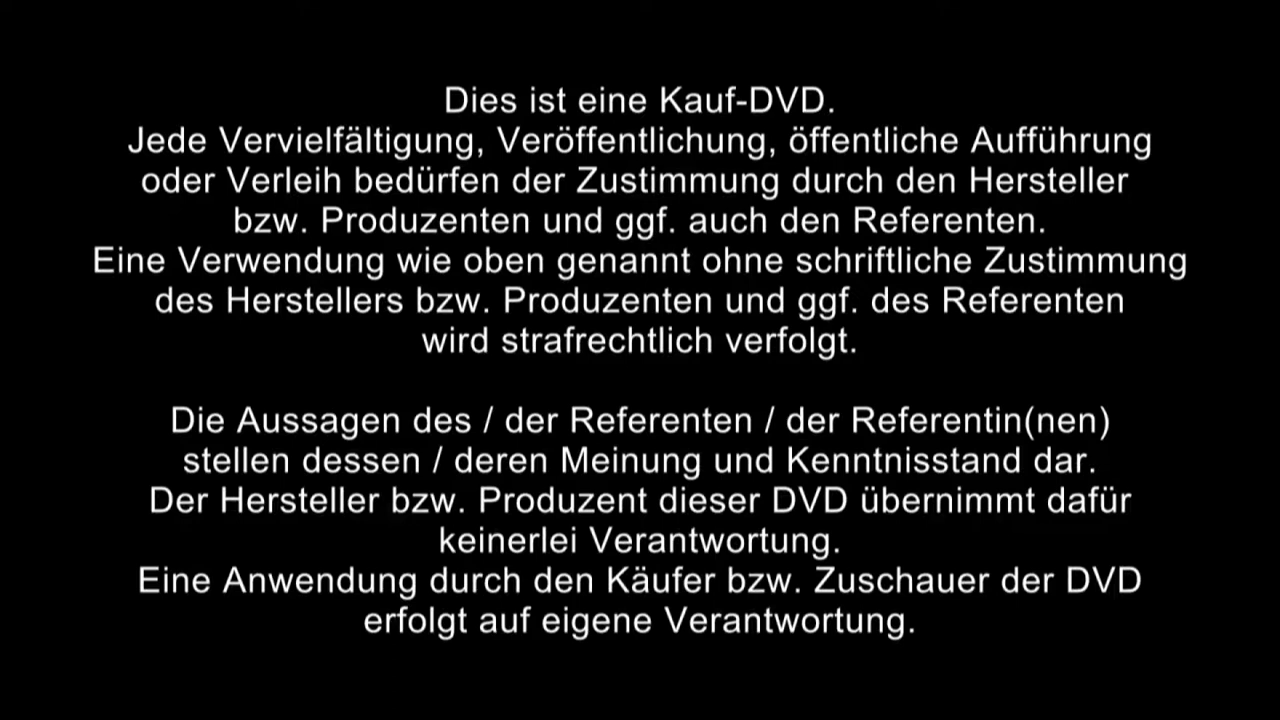 Dies ist eine Kauf-DVD.
Jede Vervielfältigung, Veröffentlichung, öffentliche Aufführung
oder Verleih bedürfen der Zustimmung durch den Hersteller
bzw. Produzenten und ggf. auch den Referenten.
Eine Verwendung wie oben genannt ohne schriftliche Zustimmung
des Herstellers bzw. Produzenten und ggf. des Referenten
wird strafrechtlich verfolgt.
Die Aussagen des / der Referenten / der Referentin(nen)
stellen dessen / deren Meinung und Kenntnisstand dar.
Der Hersteller bzw. Produzent dieser DVD übernimmt dafür
keinerlei Verantwortung.
Eine Anwendung durch den Käufer bzw. Zuschauer der DVD
erfolgt auf eigene Verantwortung.